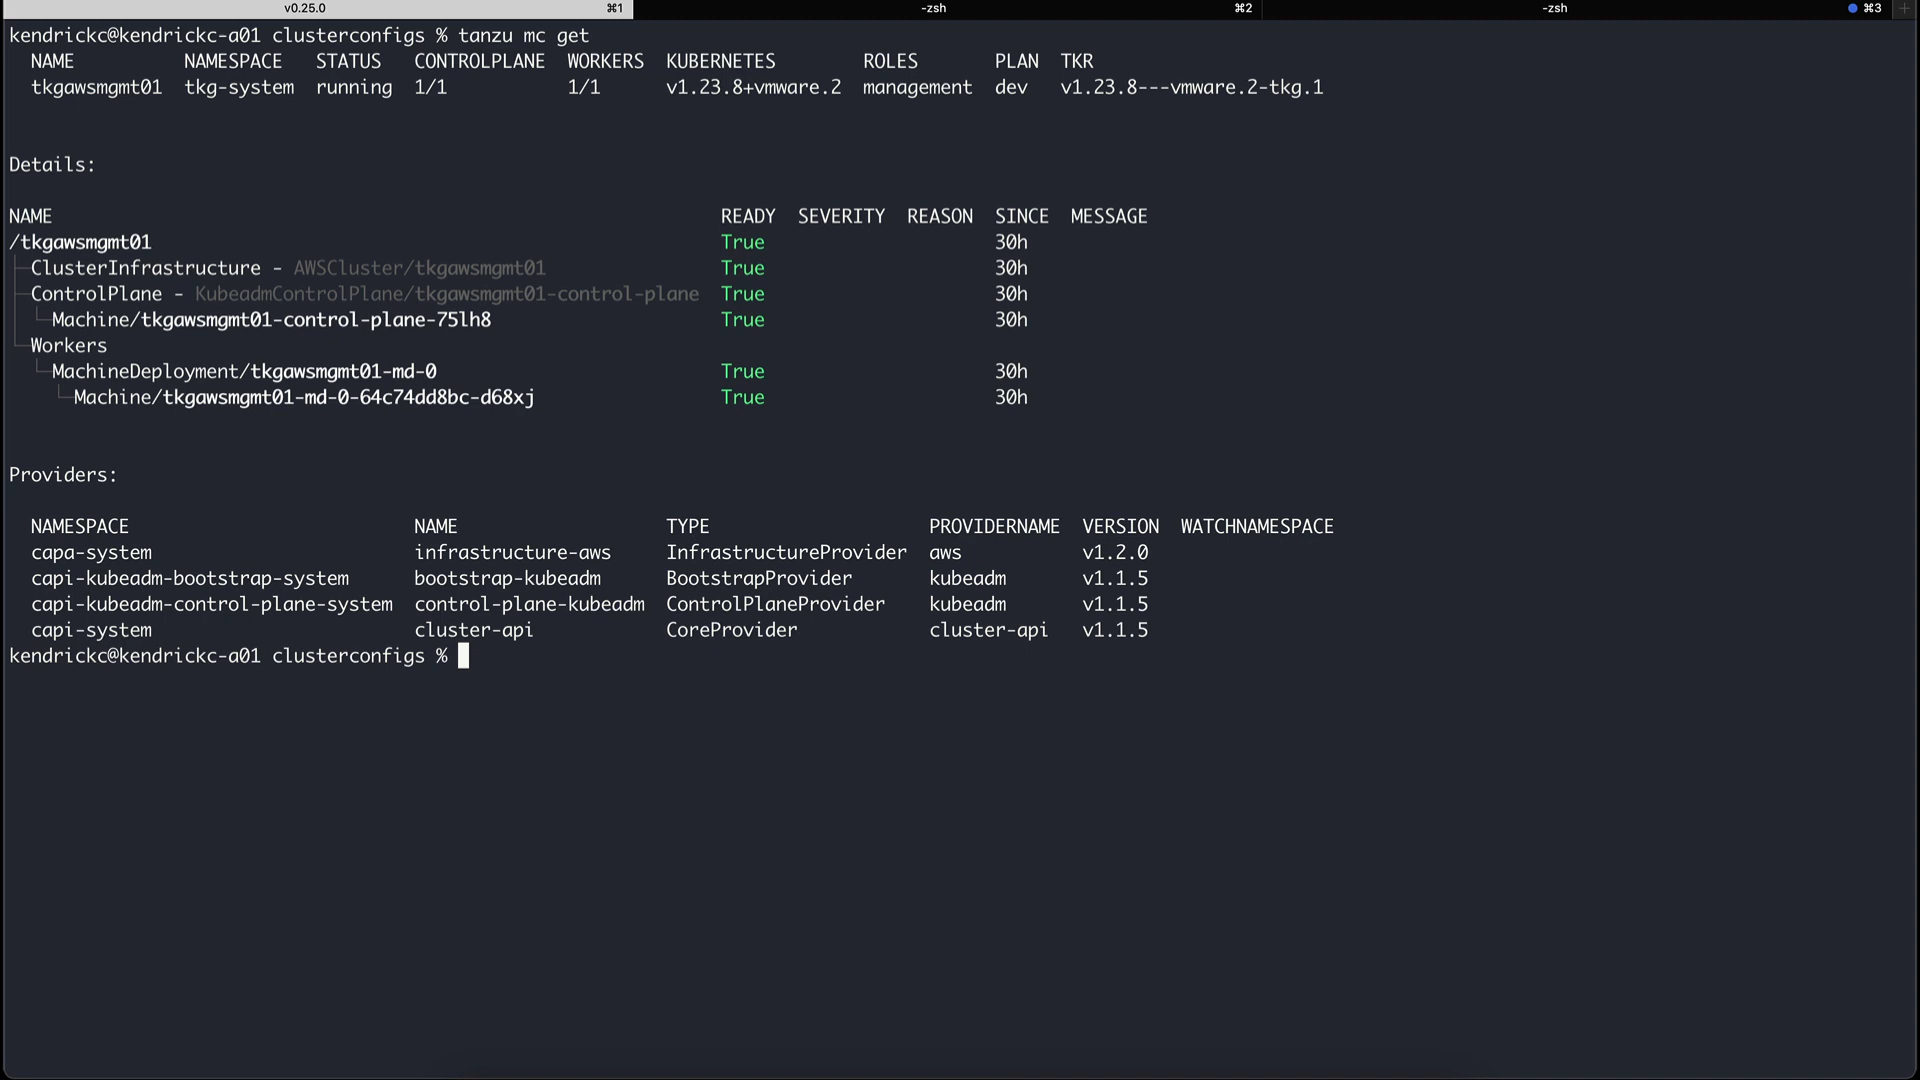 v0.25.0 ⌘1 -zsh ⌘2 -zsh ⌘3
kendrickc@kendrickc-a01 clusterconfigs % tanzu mc get
NAME NAMESPACE STATUS CONTROLPLANE WORKERS KUBERNETES ROLES PLAN TKR
tkgawsmgmt01 tkg-system running 1/1 1/1 v1.23.8+vmware.2 management dev v1.23.8---vmware.2-tkg.1
Details:
NAME READY SEVERITY REASON SINCE MESSAGE
/tkgawsmgmt01 True 30h
├─ClusterInfrastructure - AWSCluster/tkgawsmgmt01 True 30h
├─ControlPlane - KubeadmControlPlane/tkgawsmgmt01-control-plane True 30h
│ └─Machine/tkgawsmgmt01-control-plane-75lh8 True 30h
└─Workers
└─MachineDeployment/tkgawsmgmt01-md-0 True 30h
└─Machine/tkgawsmgmt01-md-0-64c74dd8bc-d68xj True 30h
Providers:
NAMESPACE NAME TYPE PROVIDERNAME VERSION WATCHNAMESPACE
capa-system infrastructure-aws InfrastructureProvider aws v1.2.0
capi-kubeadm-bootstrap-system bootstrap-kubeadm BootstrapProvider kubeadm v1.1.5
capi-kubeadm-control-plane-system control-plane-kubeadm ControlPlaneProvider kubeadm v1.1.5
capi-system cluster-api CoreProvider cluster-api v1.1.5
kendrickc@kendrickc-a01 clusterconfigs %